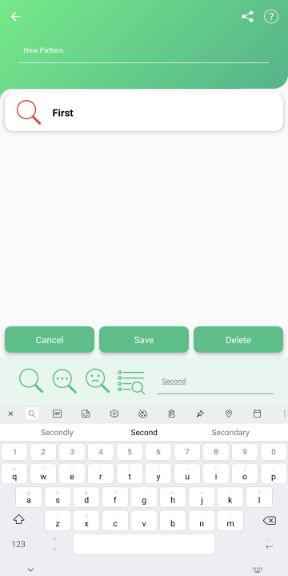 New Pattern
First
Cancel Save Delete
Second
Secondly Second Secondary
1 2 3 4 5 6 7 8 9 0
q w e r t y u i o p
a s d f g h j k l
z x c v b n m
123 , .